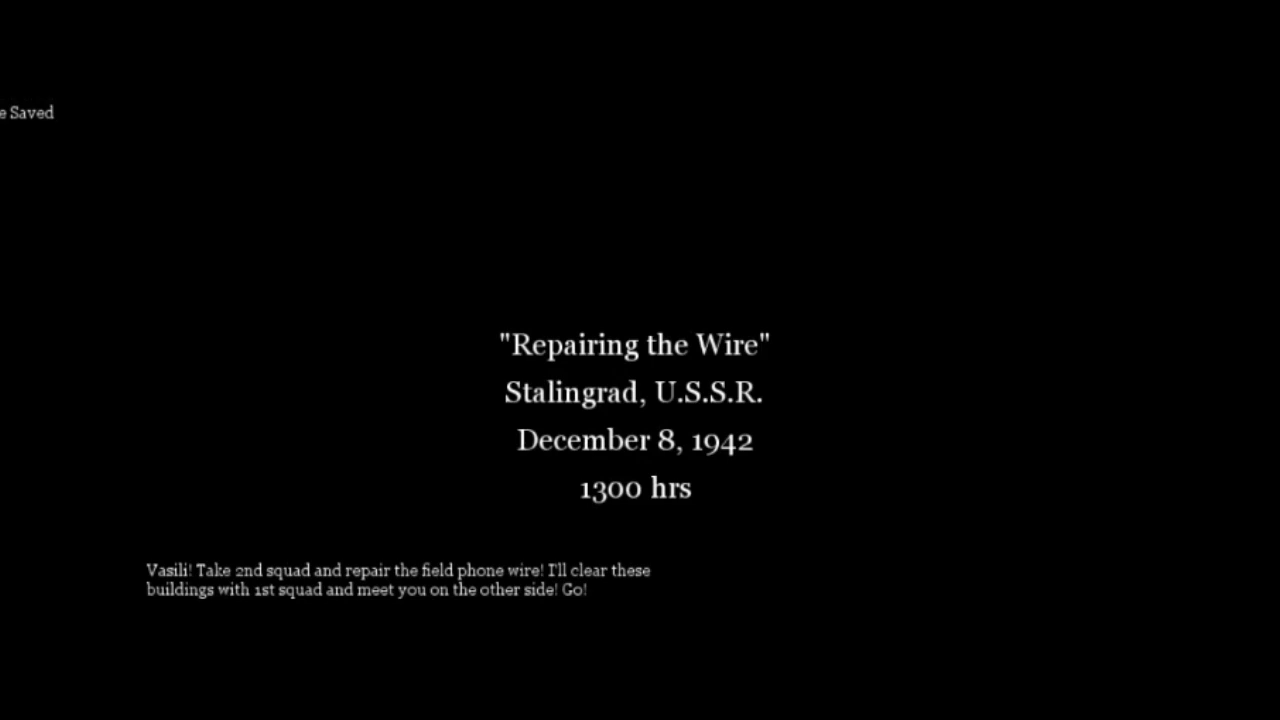 e Saved
"Repairing the Wire"
Stalingrad, U.S.S.R.
December 8, 1942
1300 hrs
Vasili! Take 2nd squad and repair the field phone wire! I'll clear these
buildings with 1st squad and meet you on the other side! Go!